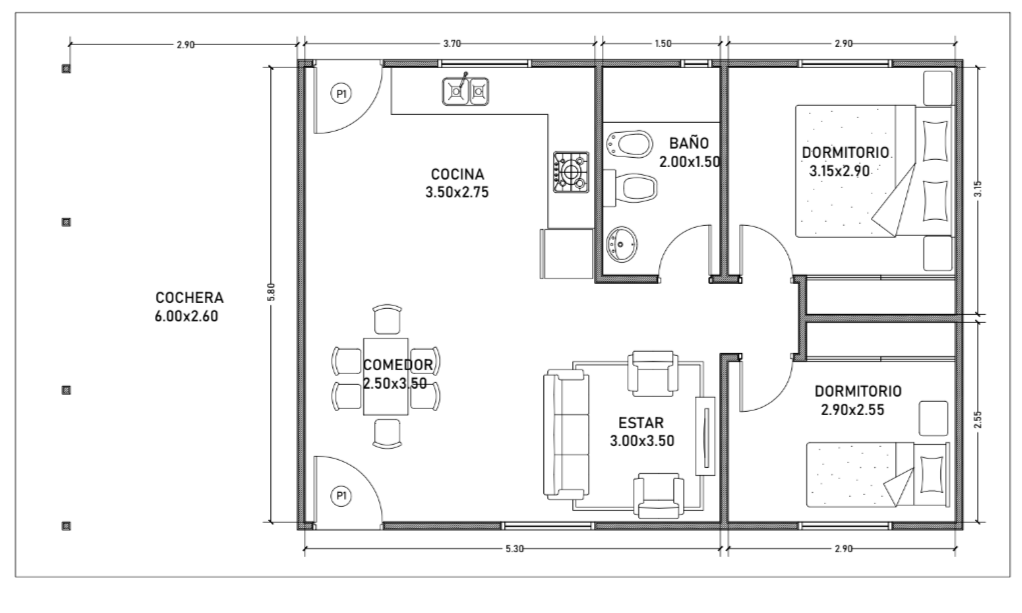 2.90
3.70
1.50
2.90
P1
BAÑO
2.00x1.50
DORMITORIO
3.15x2.90
COCINA
3.50x2.75
3.15
COCHERA
6.00x2.60
5.80
COMEDOR
2.50x3.50
ESTAR
3.00x3.50
DORMITORIO
2.90x2.55
2.55
P1
5.30
2.90